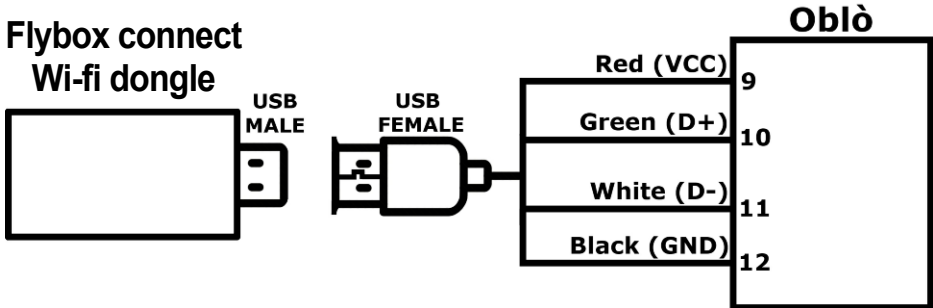 Oblò
Flybox connect
Wi-fi dongle
USB
MALE
USB
FEMALE
Red (VCC)
9
Green (D+)
10
White (D-)
11
Black (GND)
12